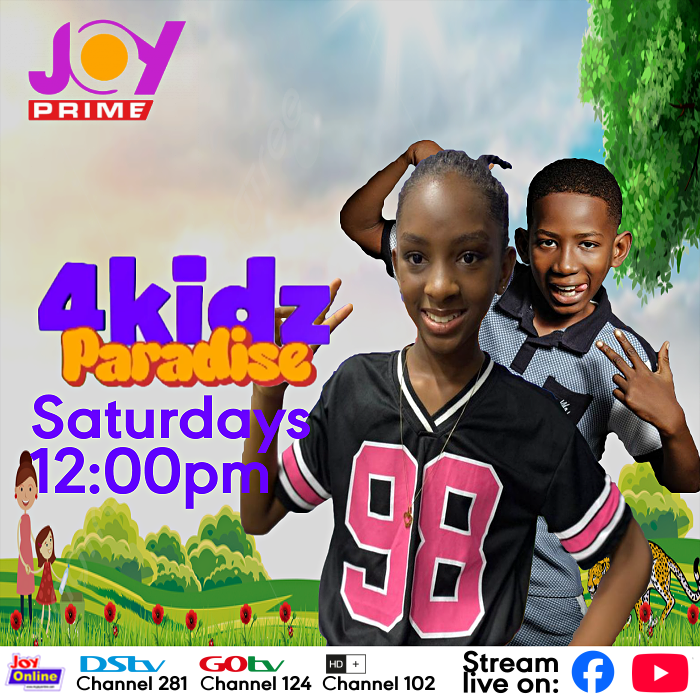 JOY
PRIME
4kidz
Paradise
Saturdays
12:00pm
98
Joy
Online
DStv
Channel 281
GOtv
Channel 124
HD +
Channel 102
Stream
live on: